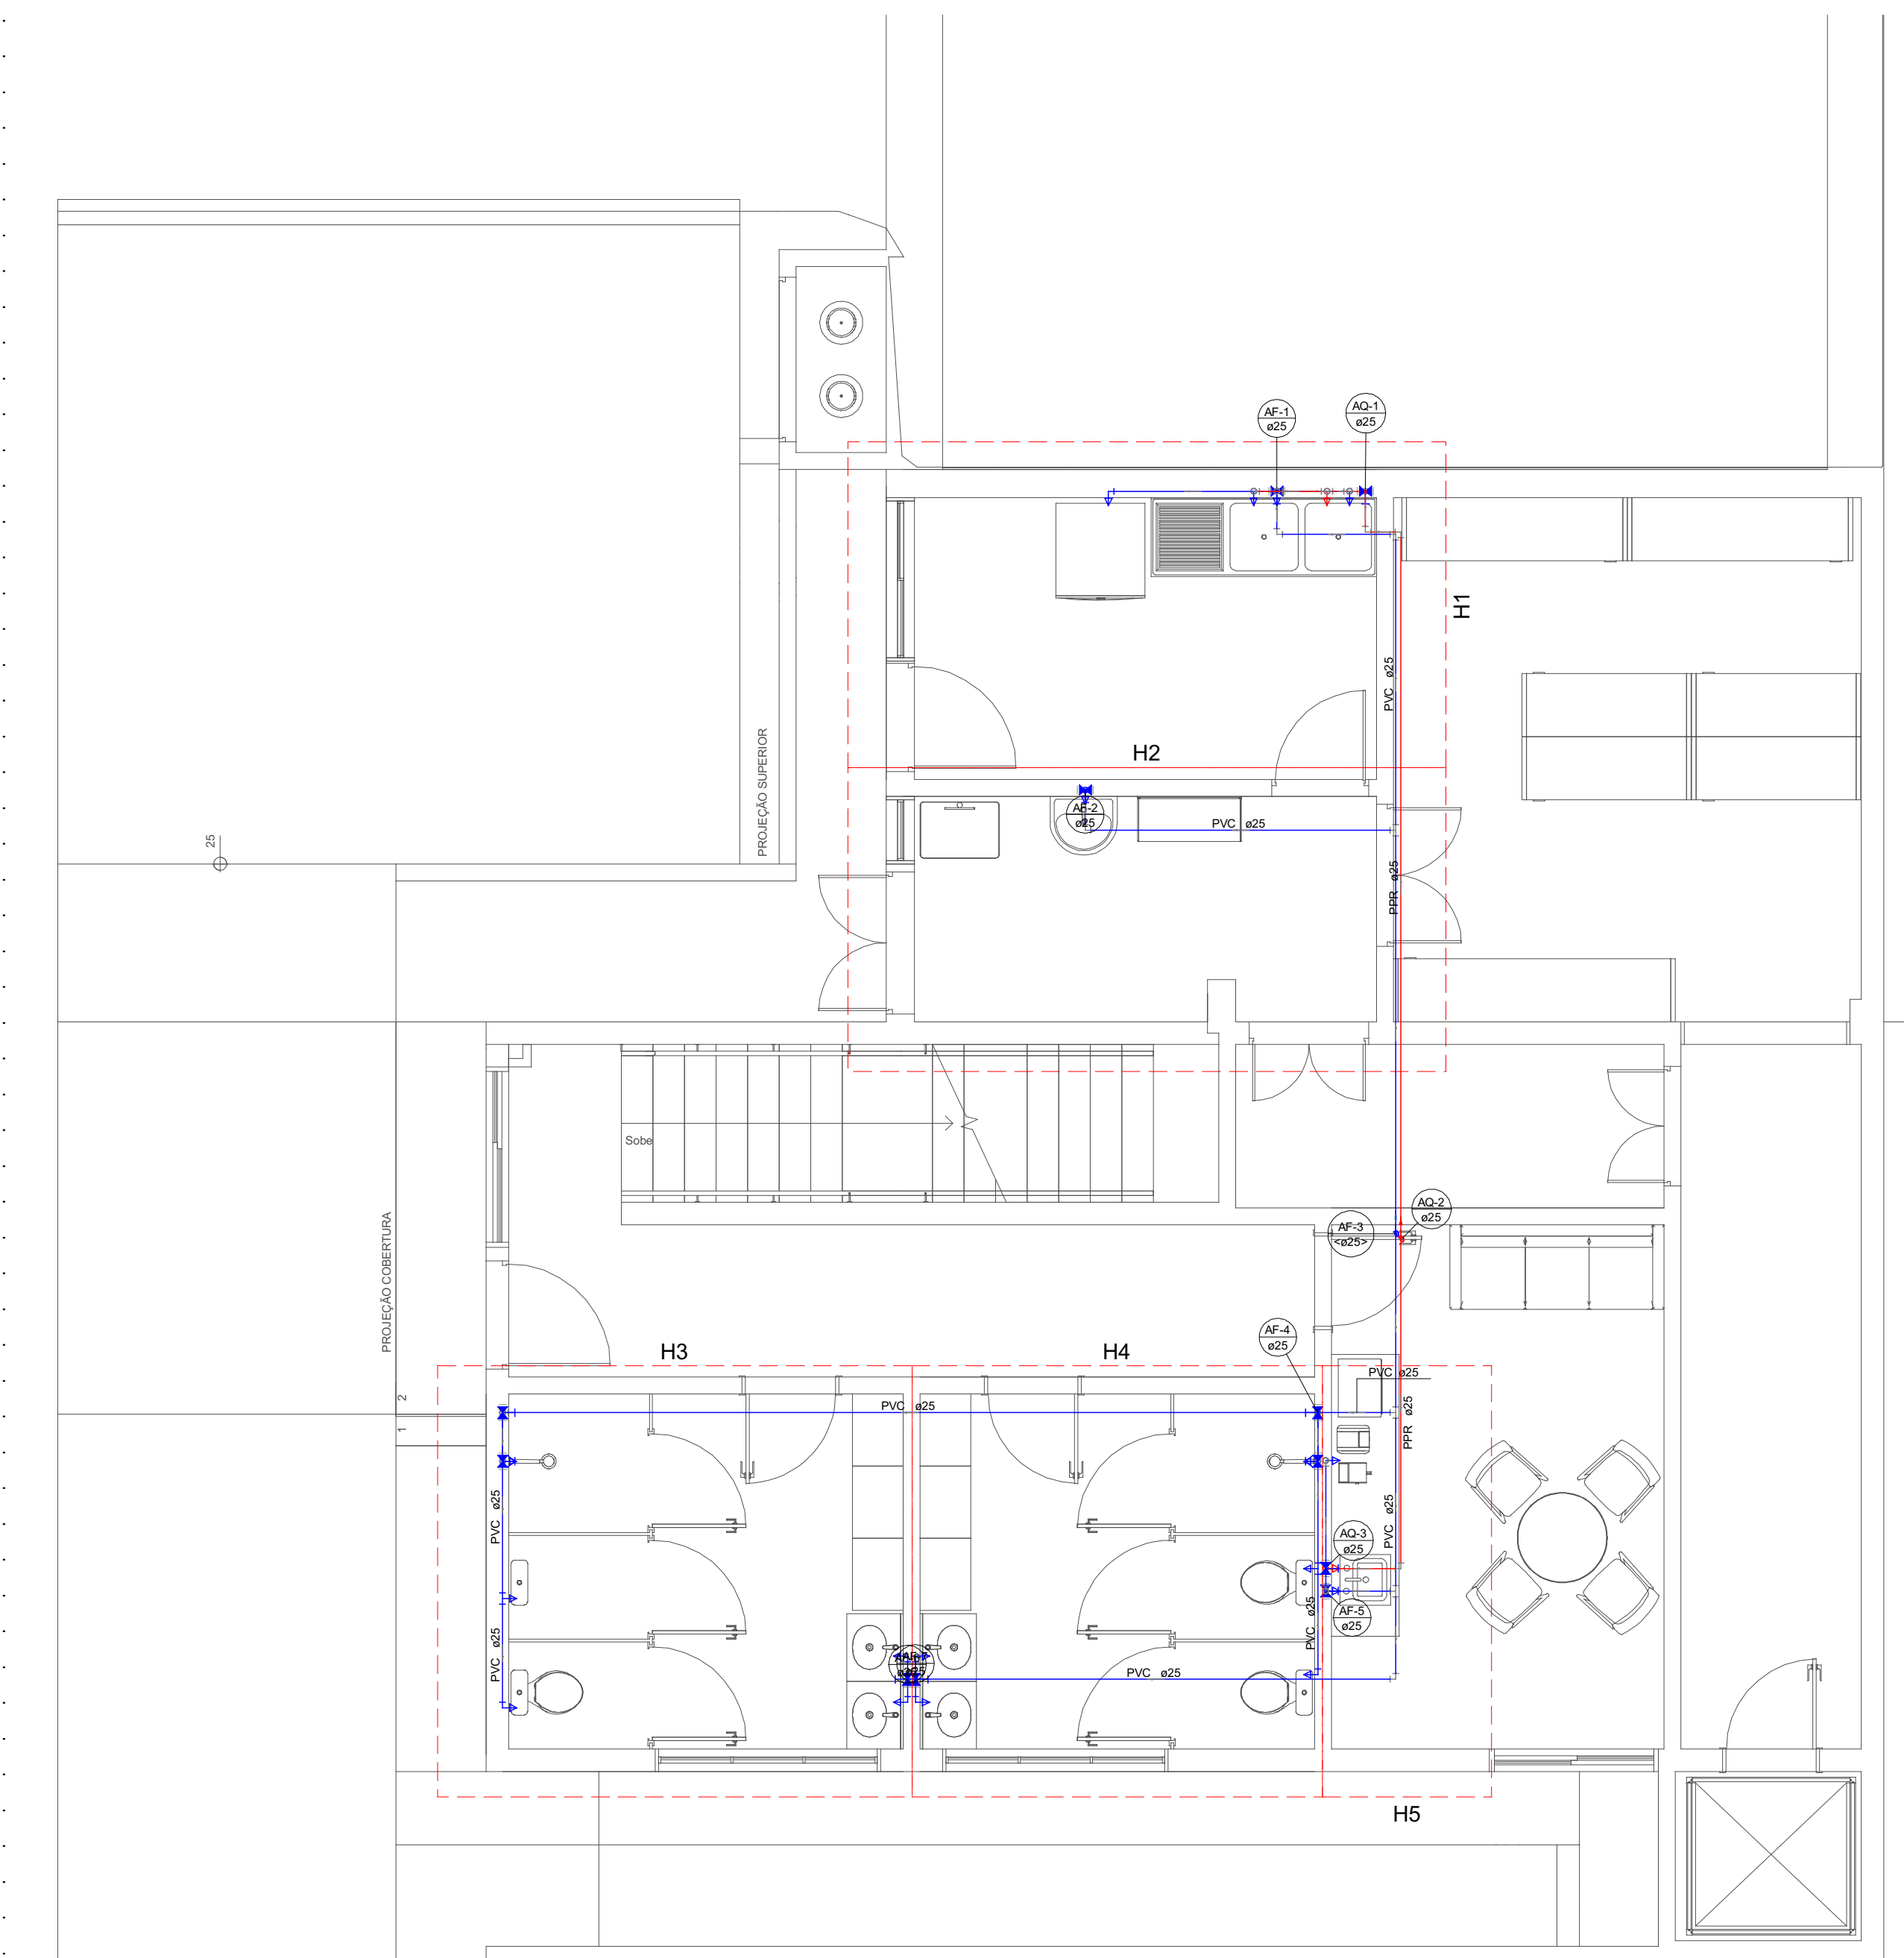 AF-1
ø25
AQ-1
ø25
H1
PVC ø25
PROJEÇÃO SUPERIOR
H2
AF-2
ø25
PVC ø25
25
PPR ø25
Sobe
AQ-2
ø25
AF-3
<ø25>
PROJEÇÃO COBERTURA
AF-4
ø25
H3
H4
PVC ø25
2
1
PVC ø25
PPR ø25
PVC ø25
PVC ø25
AQ-3
ø25
AF-5
ø25
PVC ø25
PVC ø25
PVC ø25
H5